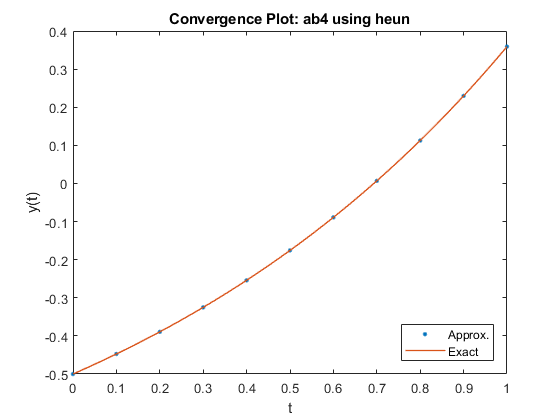 Convergence Plot: ab4 using heun
0.4
0.3
0.2
0.1
0
-0.1
-0.2
-0.3
-0.4
-0.5
y(t)
0 0.1 0.2 0.3 0.4 0.5 0.6 0.7 0.8 0.9 1
t
Approx.
Exact